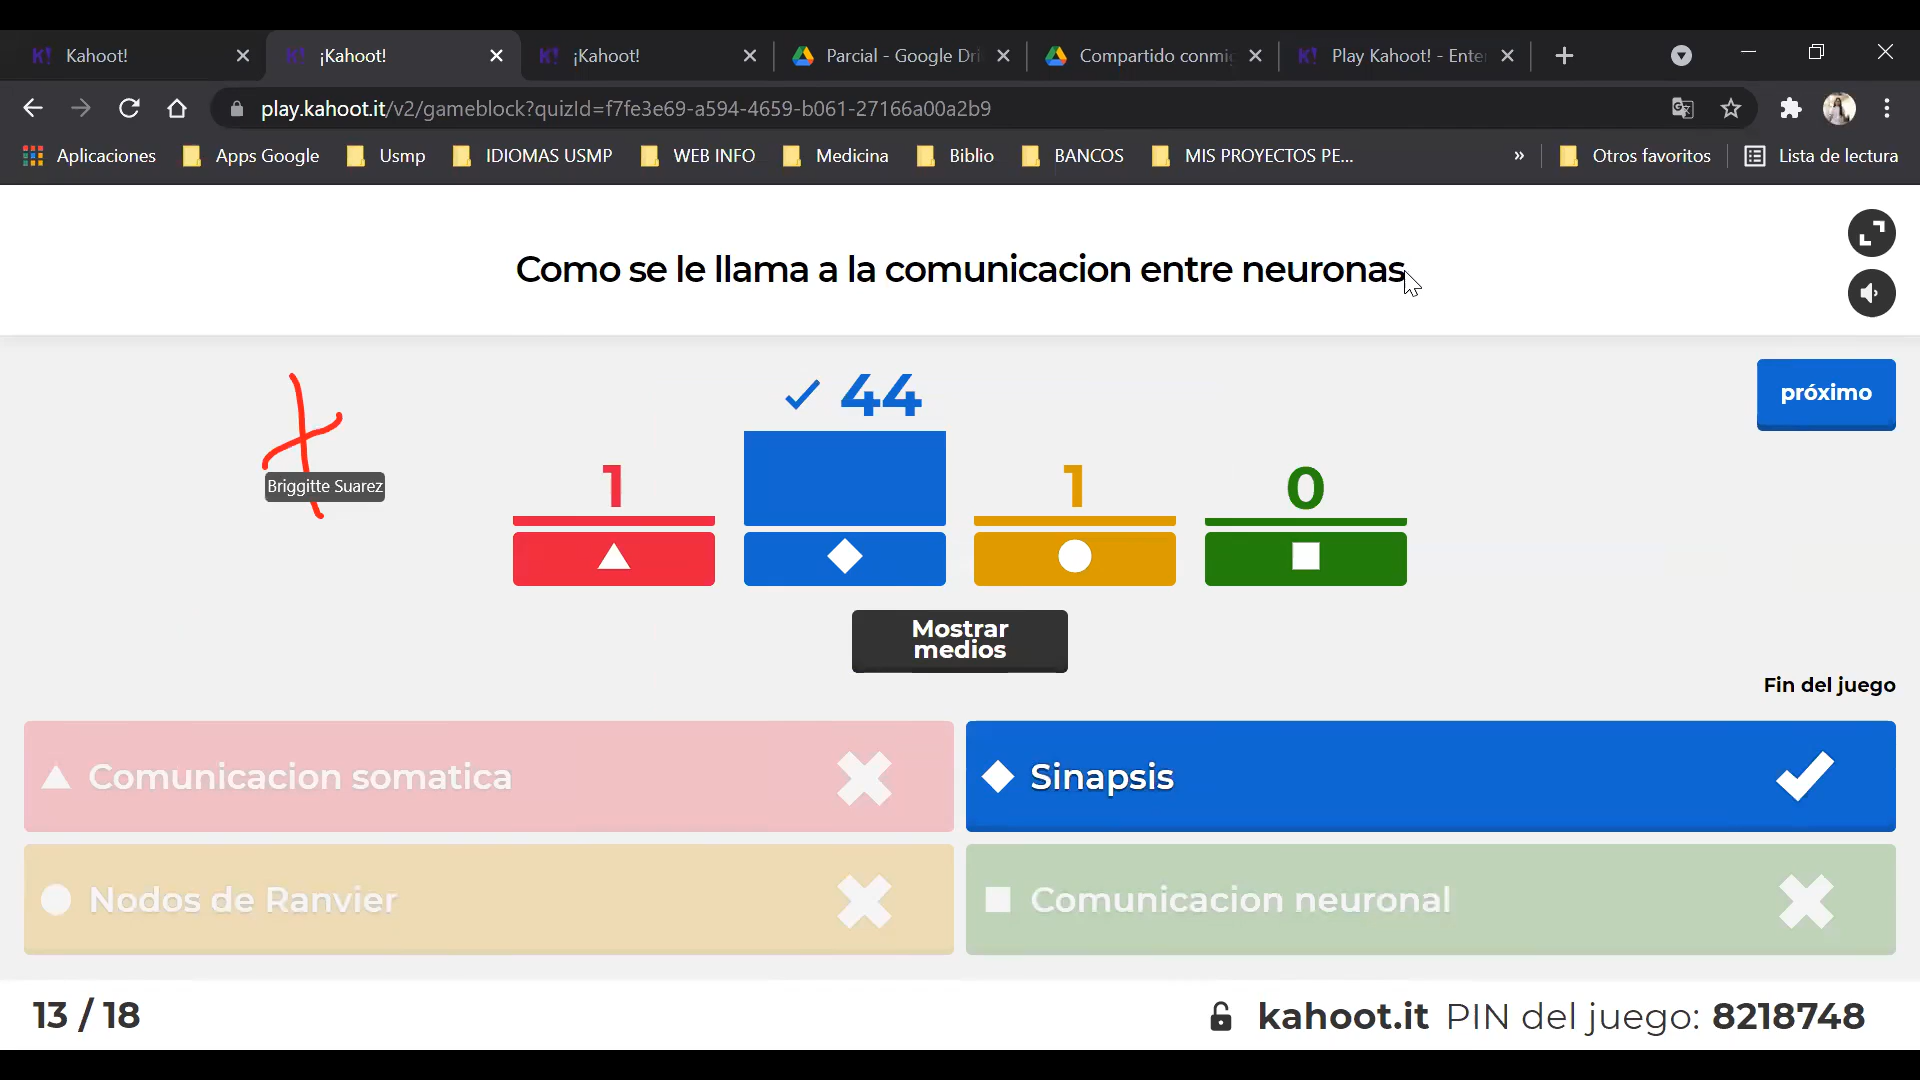 Kahoot!
¡Kahoot!
¡Kahoot!
Parcial - Google Dri
Compartido conmi
Play Kahoot! - Ente
play.kahoot.it/v2/gameblock?quizId=f7fe3e69-a594-4659-b061-27166a00a2b9
Aplicaciones Apps Google Usmp IDIOMAS USMP WEB INFO Medicina Biblio BANCOS MIS PROYECTOS PE... » Otros favoritos Lista de lectura
Como se le llama a la comunicacion entre neuronas
próximo
44
1
1
0
Briggitte Suarez
Mostrar
medios
Fin del juego
Comunicacion somatica
Sinapsis
Nodos de Ranvier
Comunicacion neuronal
13 / 18
kahoot.it PIN del juego: 8218748